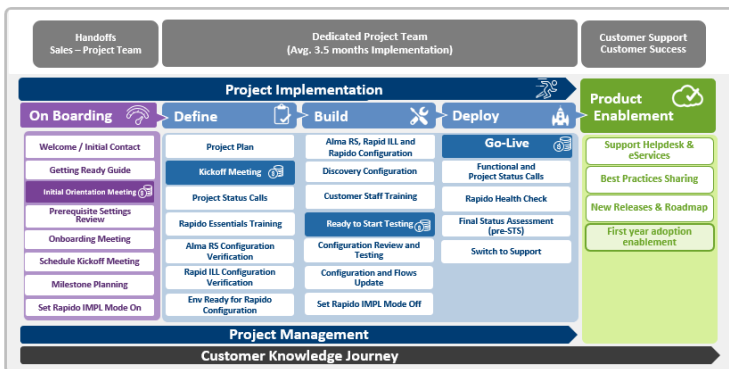 Handoffs
Sales – Project Team
Dedicated Project Team
(Avg. 3.5 months Implementation)
Customer Support
Customer Success
Project Implementation
On Boarding
Welcome / Initial Contact
Getting Ready Guide
Initial Orientation Meeting
Prerequisite Settings
Review
Onboarding Meeting
Schedule Kickoff Meeting
Milestone Planning
Set Rapido IMPL Mode On
Define
Project Plan
Kickoff Meeting
Project Status Calls
Rapido Essentials Training
Alma RS Configuration
Verification
Rapid ILL Configuration
Verification
Env Ready for Rapido
Configuration
Build
Alma RS, Rapid ILL and
Rapido Configuration
Discovery Configuration
Customer Staff Training
Ready to Start Testing
Configuration Review and
Testing
Configuration and Flows
Update
Set Rapido IMPL Mode Off
Deploy
Go-Live
Functional and
Project Status Calls
Rapido Health Check
Final Status Assessment
(pre-STS)
Switch to Support
Product
Enablement
Support Helpdesk &
eServices
Best Practices Sharing
New Releases & Roadmap
First year adoption
enablement
Project Management
Customer Knowledge Journey